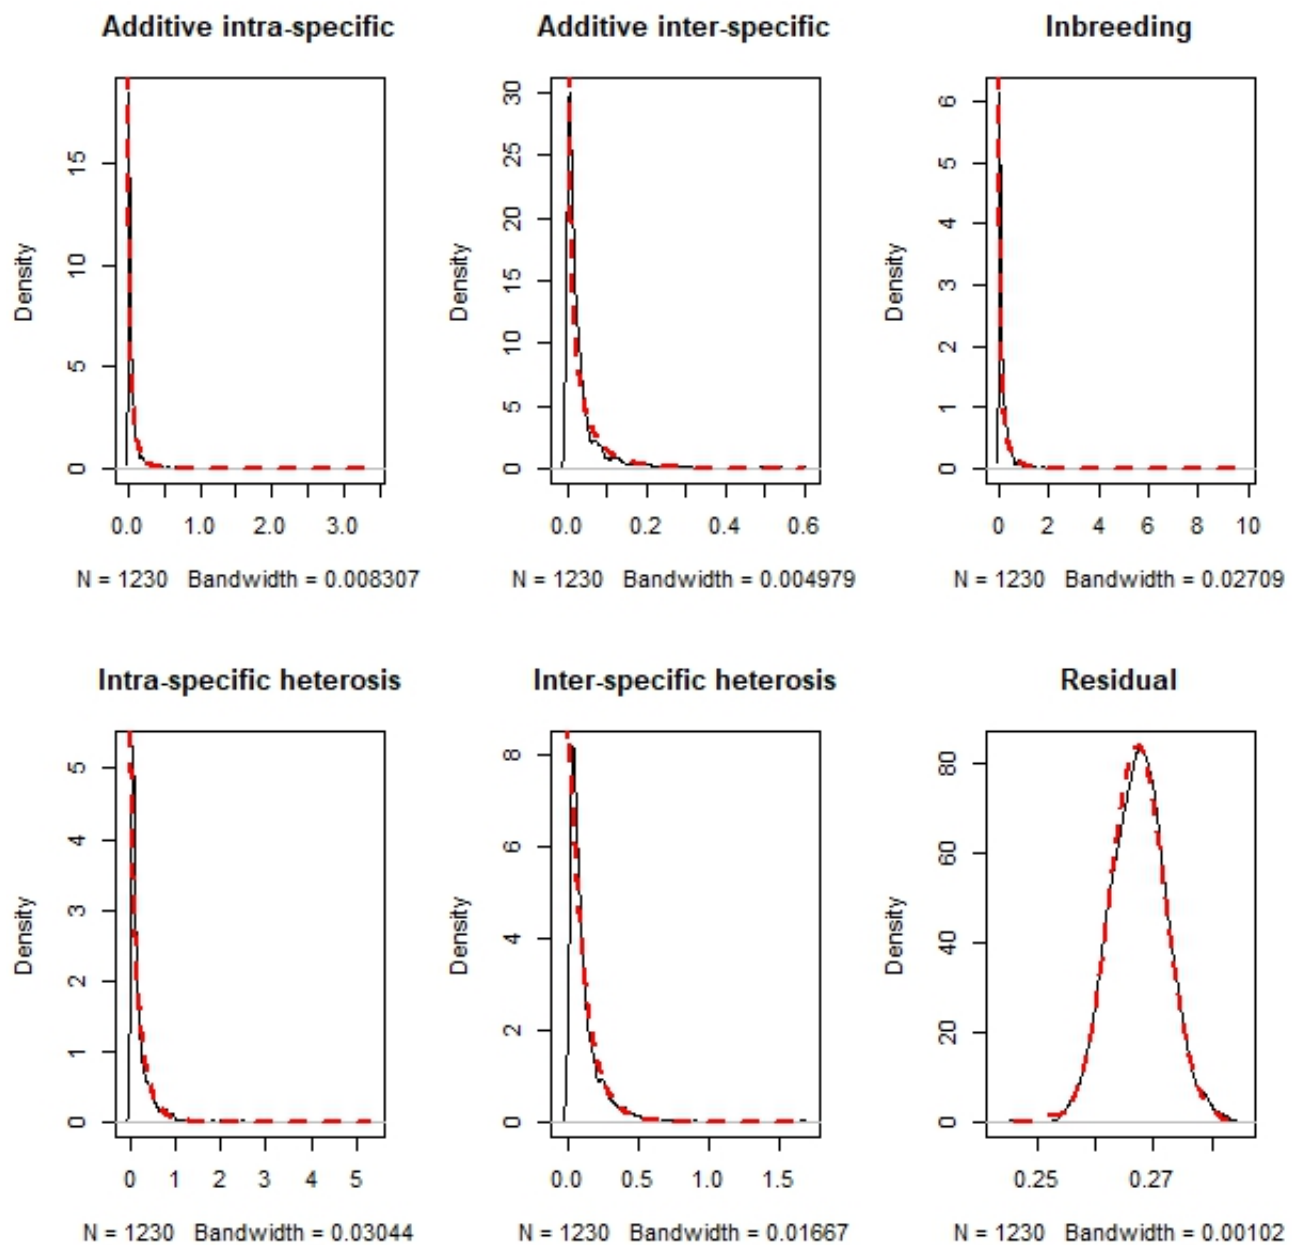 Additive intra-specific
Density
0
5
10
15
0.0 1.0 2.0 3.0
N = 1230 Bandwidth = 0.008307
Additive inter-specific
Density
0
5
10
15
20
25
30
0.0 0.2 0.4 0.6
N = 1230 Bandwidth = 0.004979
Inbreeding
Density
0
1
2
3
4
5
6
0 2 4 6 8 10
N = 1230 Bandwidth = 0.02709
Intra-specific heterosis
Density
0
1
2
3
4
5
0 1 2 3 4 5
N = 1230 Bandwidth = 0.03044
Inter-specific heterosis
Density
0
2
4
6
8
0.0 0.5 1.0 1.5
N = 1230 Bandwidth = 0.01667
Residual
Density
0
20
40
60
80
0.25 0.27
N = 1230 Bandwidth = 0.00102